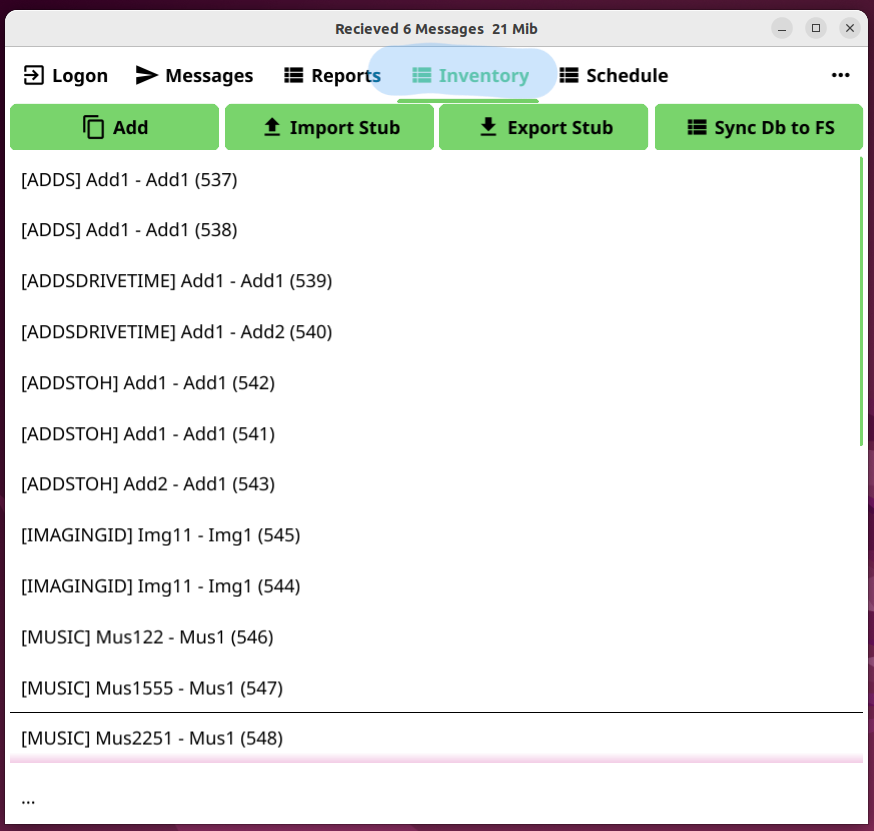 Recieved 6 Messages  21 Mib
Logon Messages Reports Inventory Schedule ...
Add Import Stub Export Stub Sync Db to FS
[ADDS] Add1 - Add1 (537)
[ADDS] Add1 - Add1 (538)
[ADDSDRIVETIME] Add1 - Add1 (539)
[ADDSDRIVETIME] Add1 - Add2 (540)
[ADDSTOH] Add1 - Add1 (542)
[ADDSTOH] Add1 - Add1 (541)
[ADDSTOH] Add2 - Add1 (543)
[IMAGINGID] Img11 - Img1 (545)
[IMAGINGID] Img11 - Img1 (544)
[MUSIC] Mus122 - Mus1 (546)
[MUSIC] Mus1555 - Mus1 (547)
[MUSIC] Mus2251 - Mus1 (548)
...